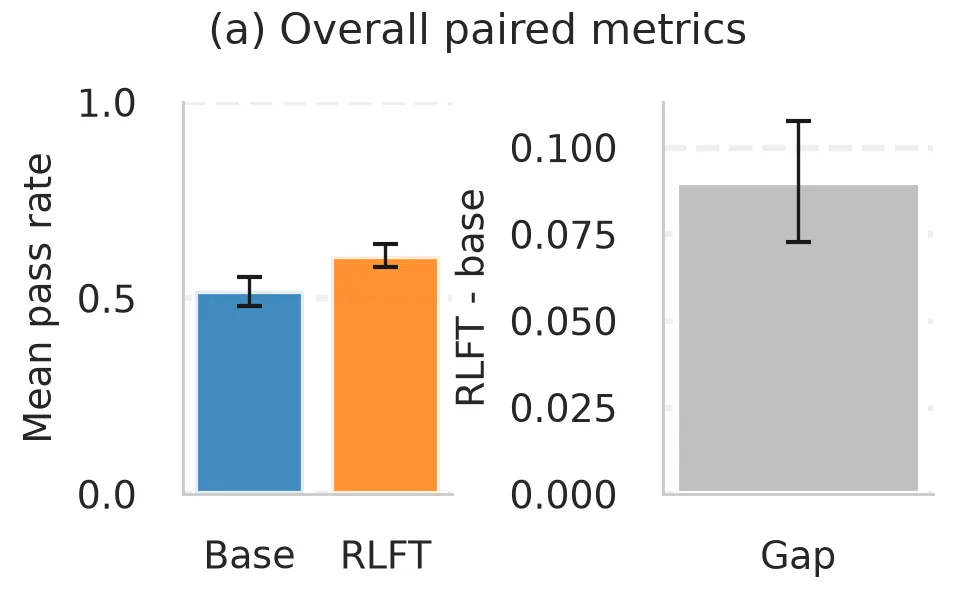 (a) Overall paired metrics
Mean pass rate
1.0
0.5
0.0
Base
RLFT
RLFT - base
0.100
0.075
0.050
0.025
0.000
Gap